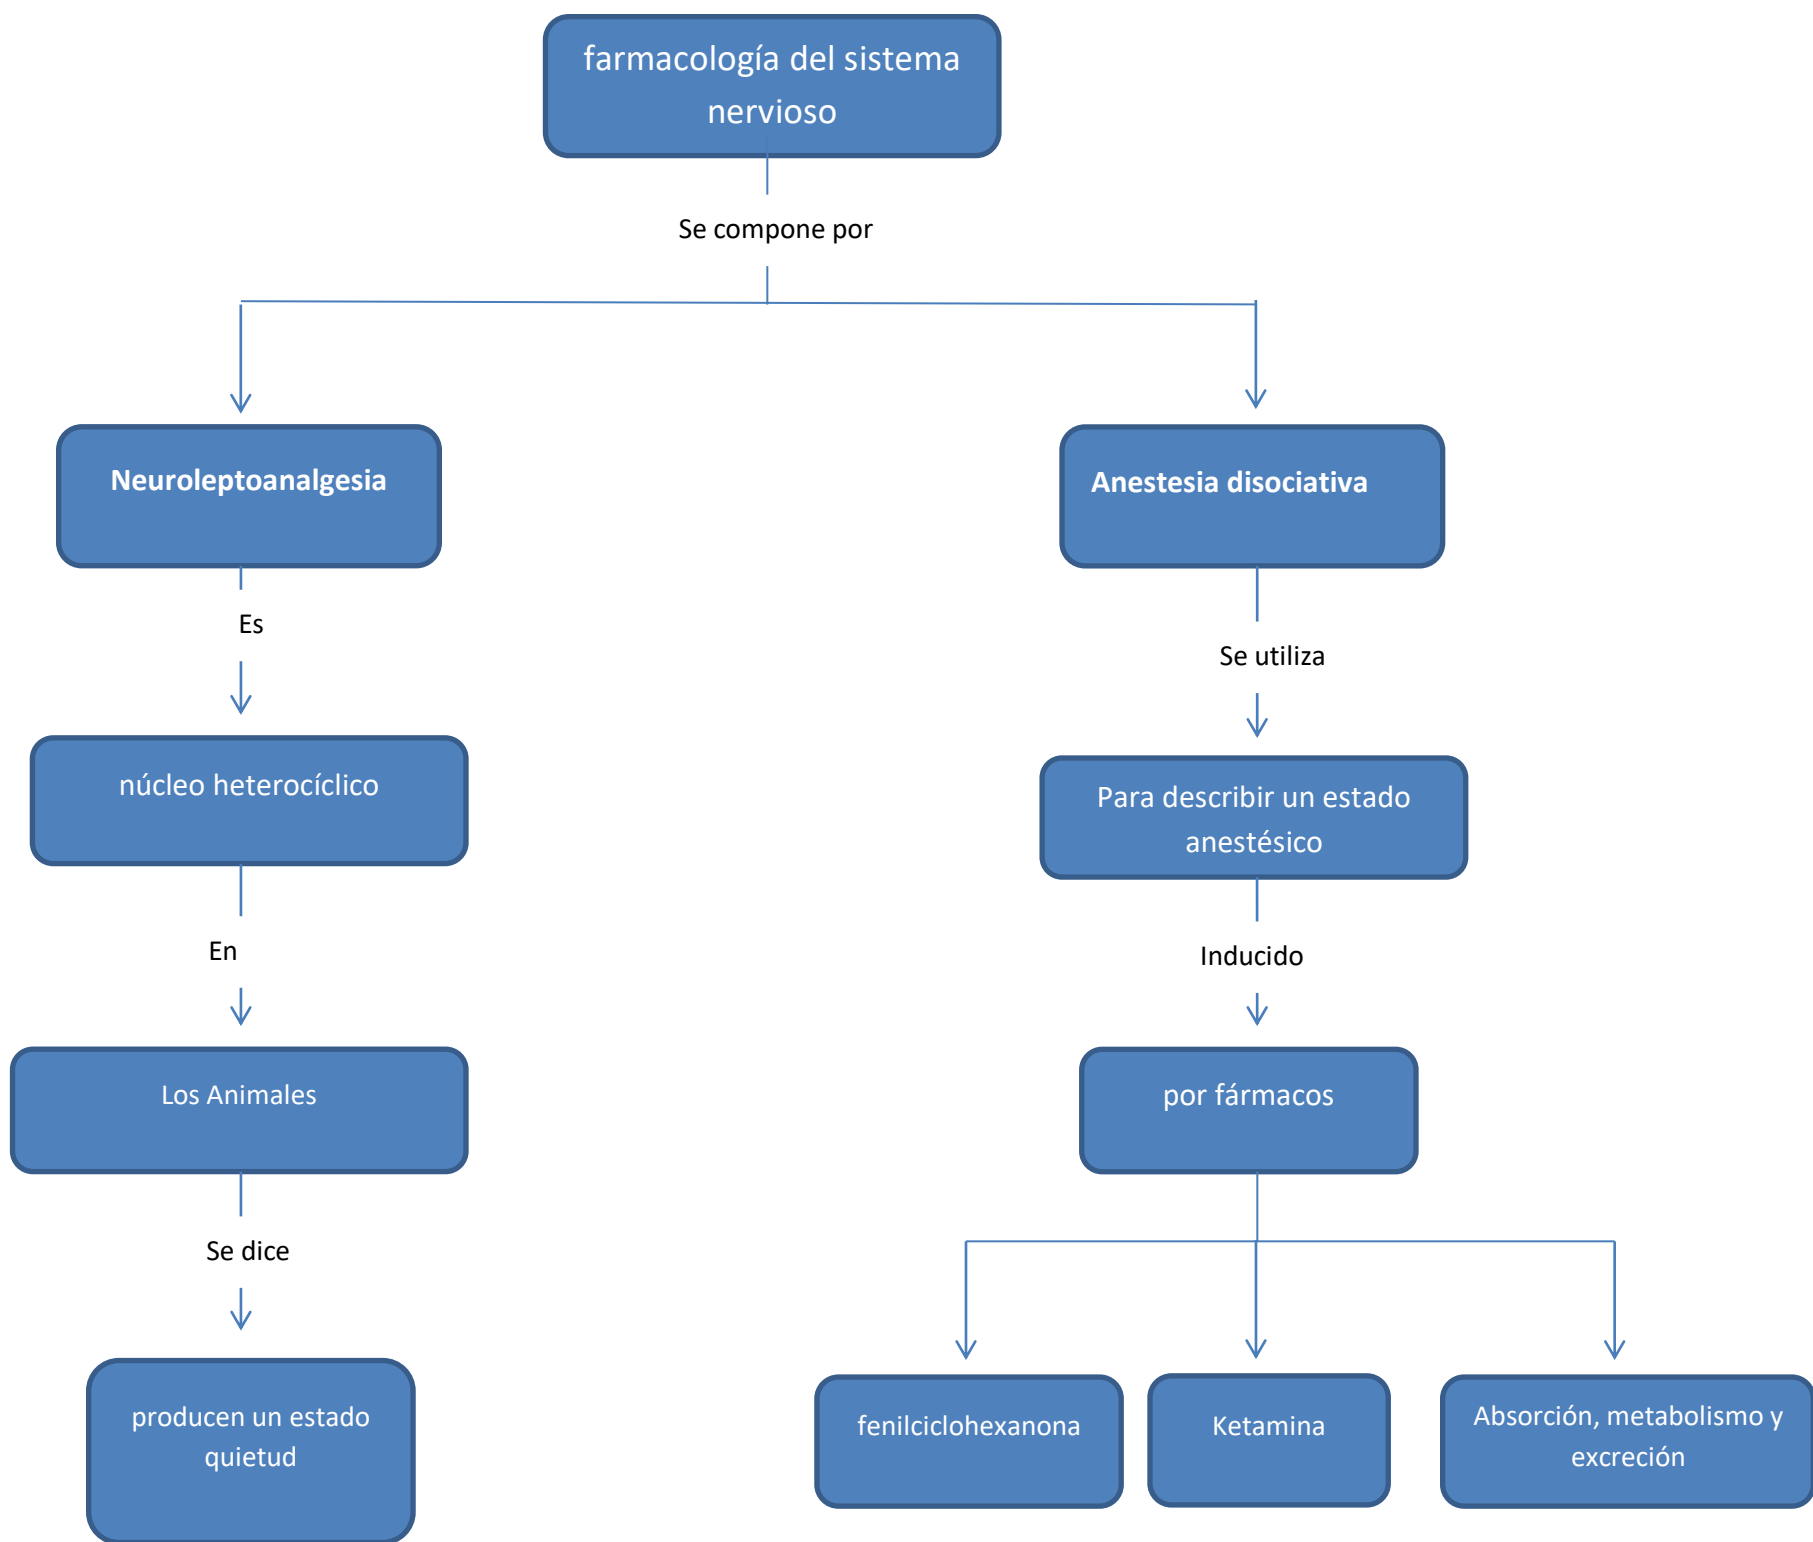 farmacología del sistema
nervioso
Se compone por
Neuroleptoanalgesia
Anestesia disociativa
Es
Se utiliza
núcleo heterocíclico
Para describir un estado
anestésico
En
Inducido
Los Animales
por fármacos
Se dice
producen un estado
quietud
fenilciclohexanona
Ketamina
Absorción, metabolismo y
excreción